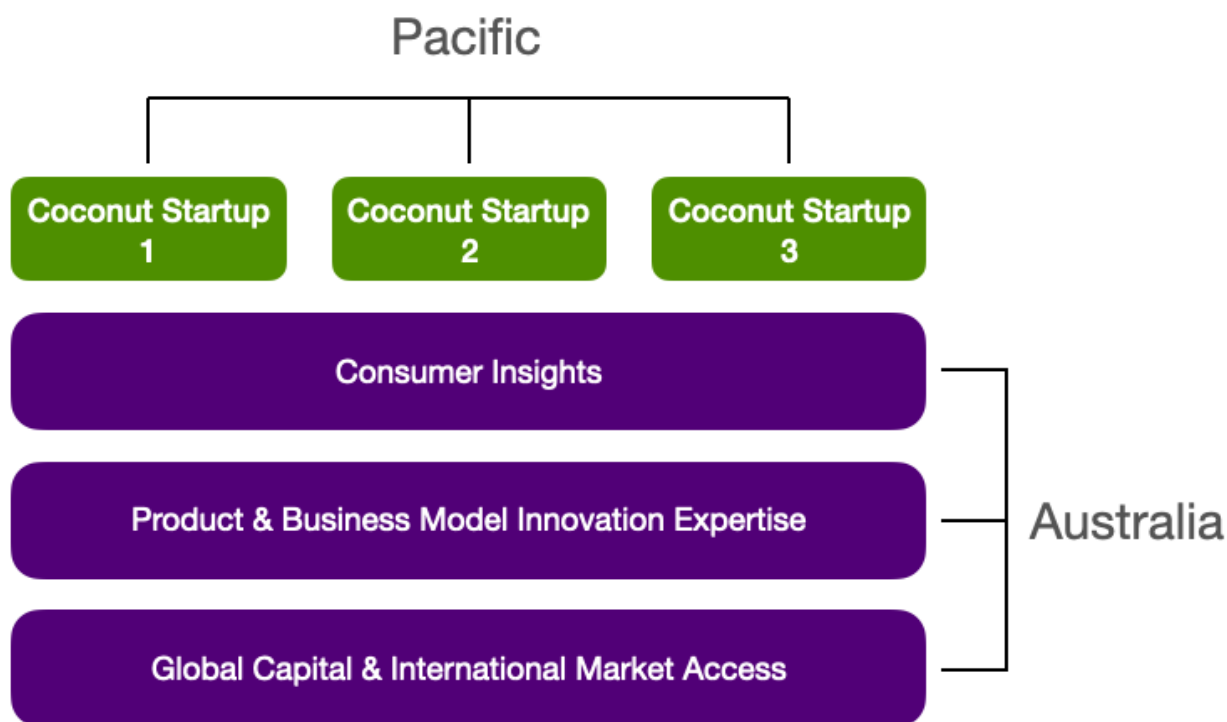 Pacific
Coconut Startup
1
Coconut Startup
2
Coconut Startup
3
Consumer Insights
Product & Business Model Innovation Expertise
Australia
Global Capital & International Market Access